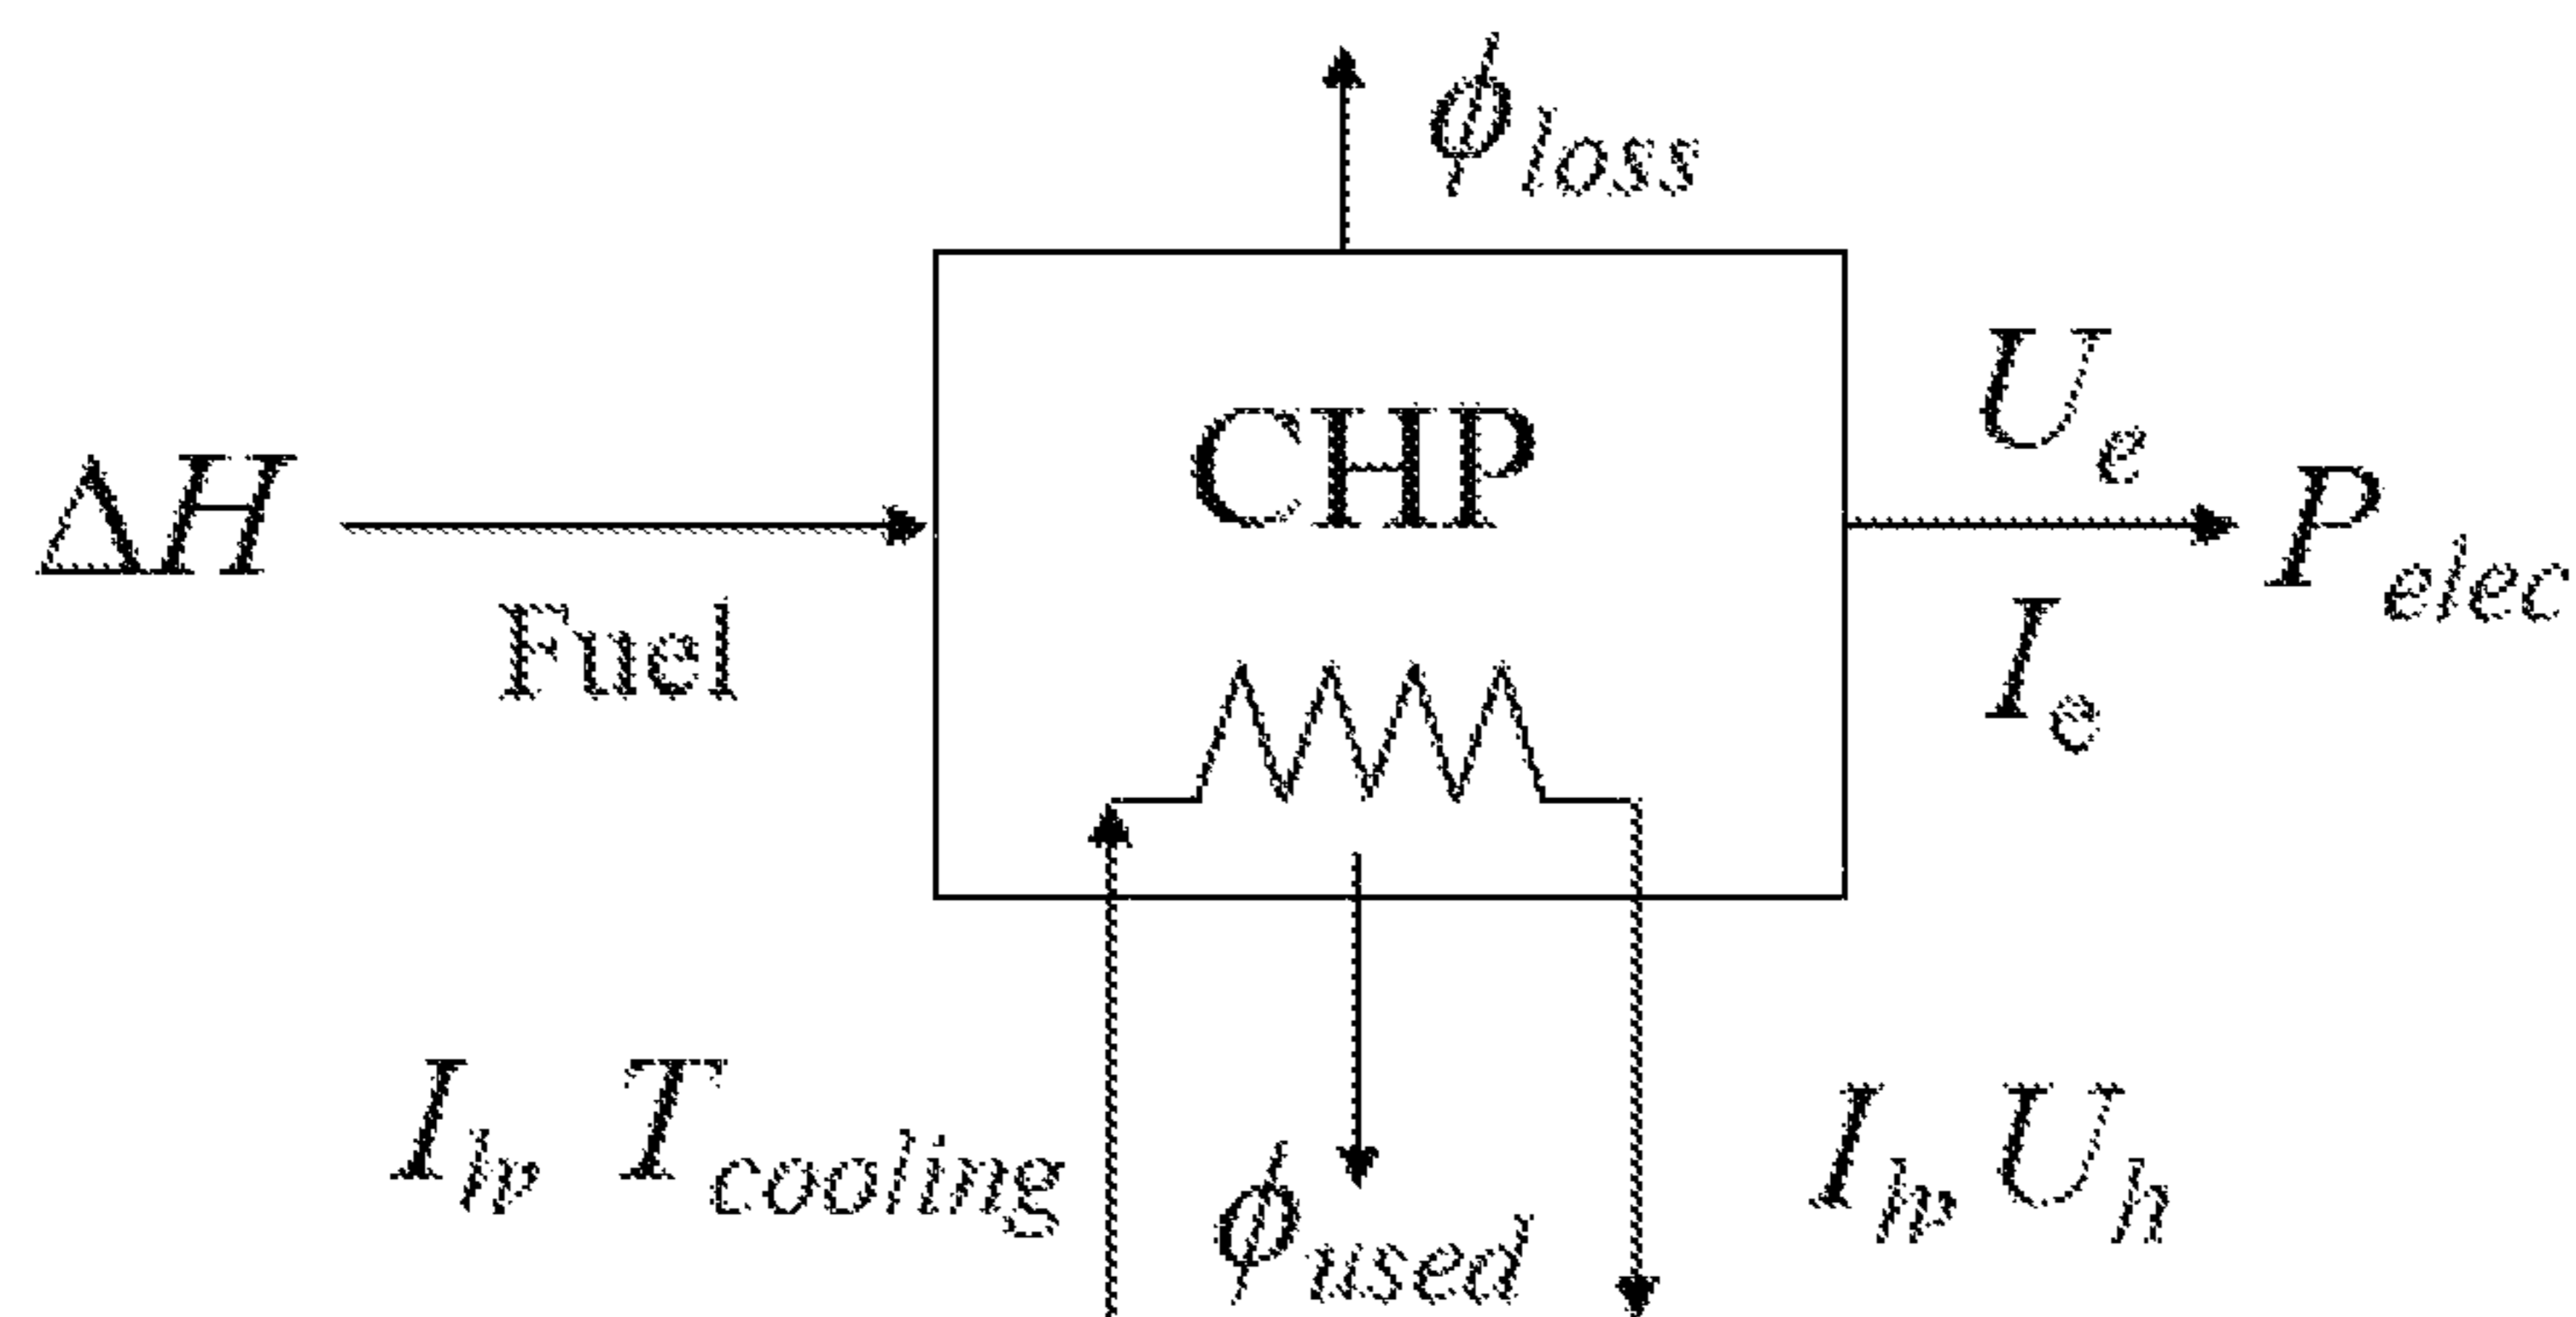 ϕloss
CHP
Ue
ΔH
Pelec
Fuel
Ie
Ih, Tcooling
Ih, Uh
ϕused